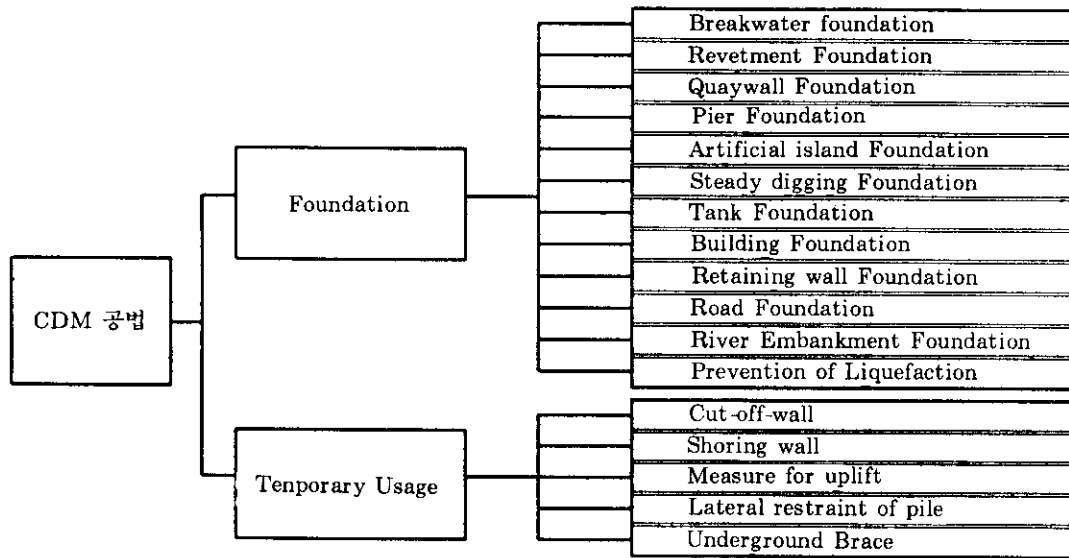 CDM 공법
Foundation
Breakwater foundation
Revetment Foundation
Quaywall Foundation
Pier Foundation
Artificial island Foundation
Steady digging Foundation
Tank Foundation
Building Foundation
Retaining wall Foundation
Road Foundation
River Embankment Foundation
Prevention of Liquefaction
Tenporary Usage
Cut-off-wall
Shoring wall
Measure for uplift
Lateral restraint of pile
Underground Brace